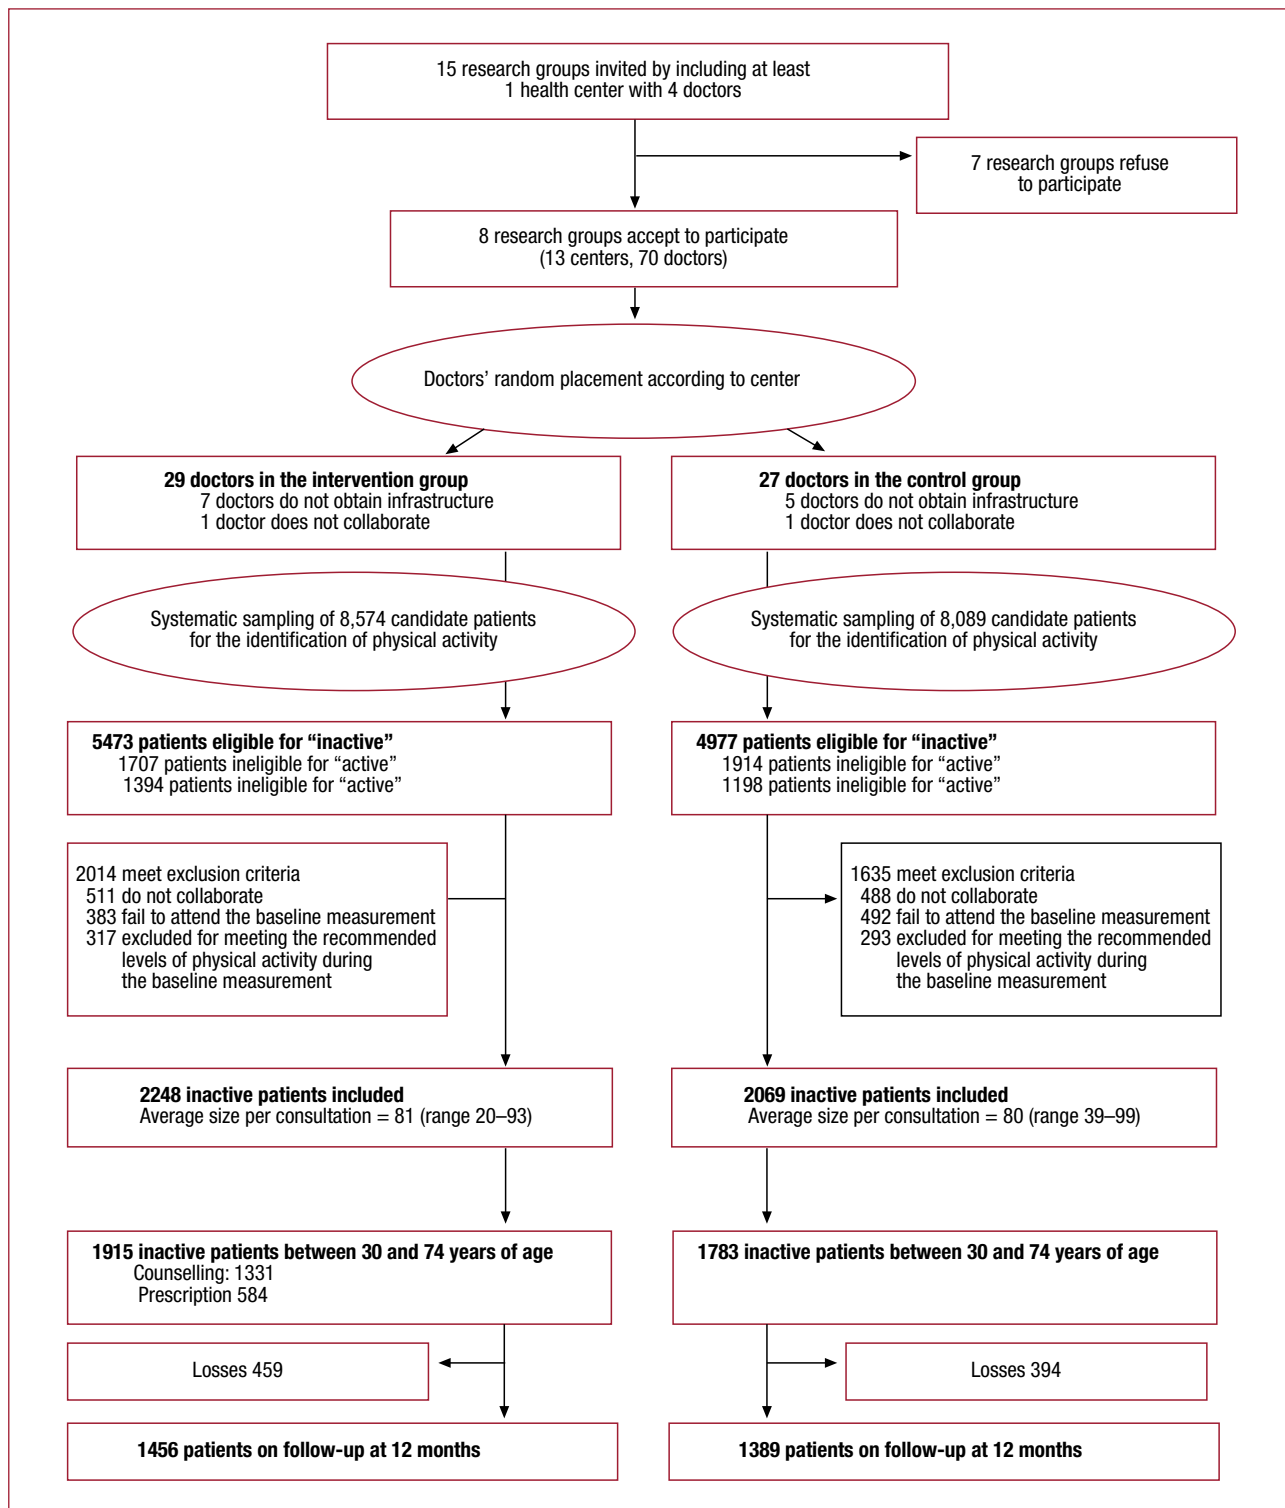 15 research groups invited by including at least
1 health center with 4 doctors
7 research groups refuse
to participate
8 research groups accept to participate
(13 centers, 70 doctors)
Doctors’ random placement according to center
29 doctors in the intervention group
7 doctors do not obtain infrastructure
1 doctor does not collaborate
27 doctors in the control group
5 doctors do not obtain infrastructure
1 doctor does not collaborate
Systematic sampling of 8,574 candidate patients
for the identification of physical activity
Systematic sampling of 8,089 candidate patients
for the identification of physical activity
5473 patients eligible for “inactive”
1707 patients ineligible for “active”
1394 patients ineligible for “active”
4977 patients eligible for “inactive”
1914 patients ineligible for “active”
1198 patients ineligible for “active”
2014 meet exclusion criteria
511 do not collaborate
383 fail to attend the baseline measurement
317 excluded for meeting the recommended
levels of physical activity during
the baseline measurement
1635 meet exclusion criteria
488 do not collaborate
492 fail to attend the baseline measurement
293 excluded for meeting the recommended
levels of physical activity during
the baseline measurement
2248 inactive patients included
Average size per consultation = 81 (range 20–93)
2069 inactive patients included
Average size per consultation = 80 (range 39–99)
1915 inactive patients between 30 and 74 years of age
Counselling: 1331
Prescription 584
1783 inactive patients between 30 and 74 years of age
Losses 459
Losses 394
1456 patients on follow-up at 12 months
1389 patients on follow-up at 12 months